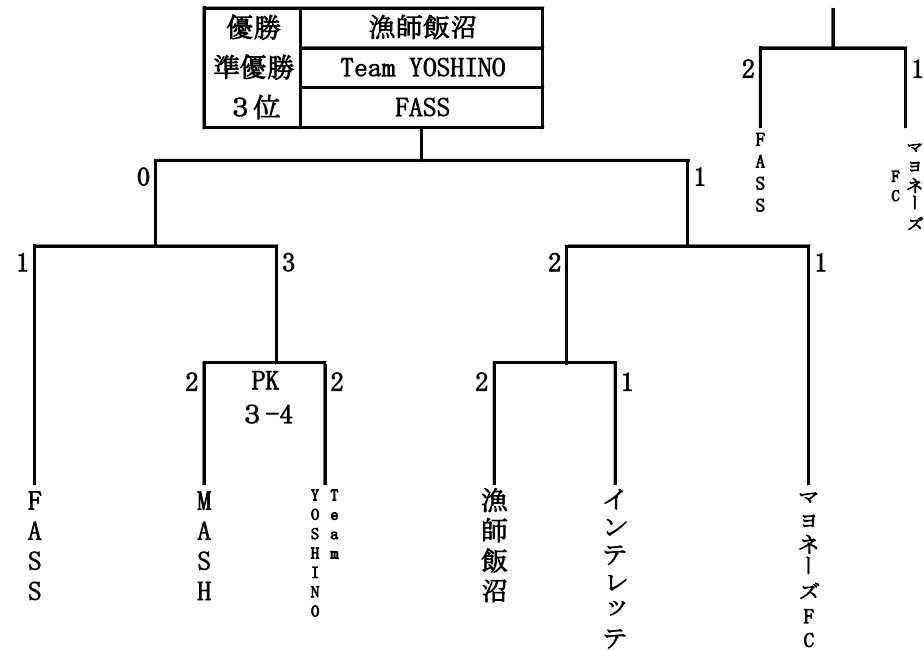 優勝 漁師飯沼
準優勝 Team YOSHINO
３位 FASS
2 1
FASS
マヨネーズ
FC
0 1
1 3 2 1
2 PK 2 2 1
３-4
FASS
MASH
Team
YOSHINO
漁師飯沼
インテレッテ
マヨネーズFC